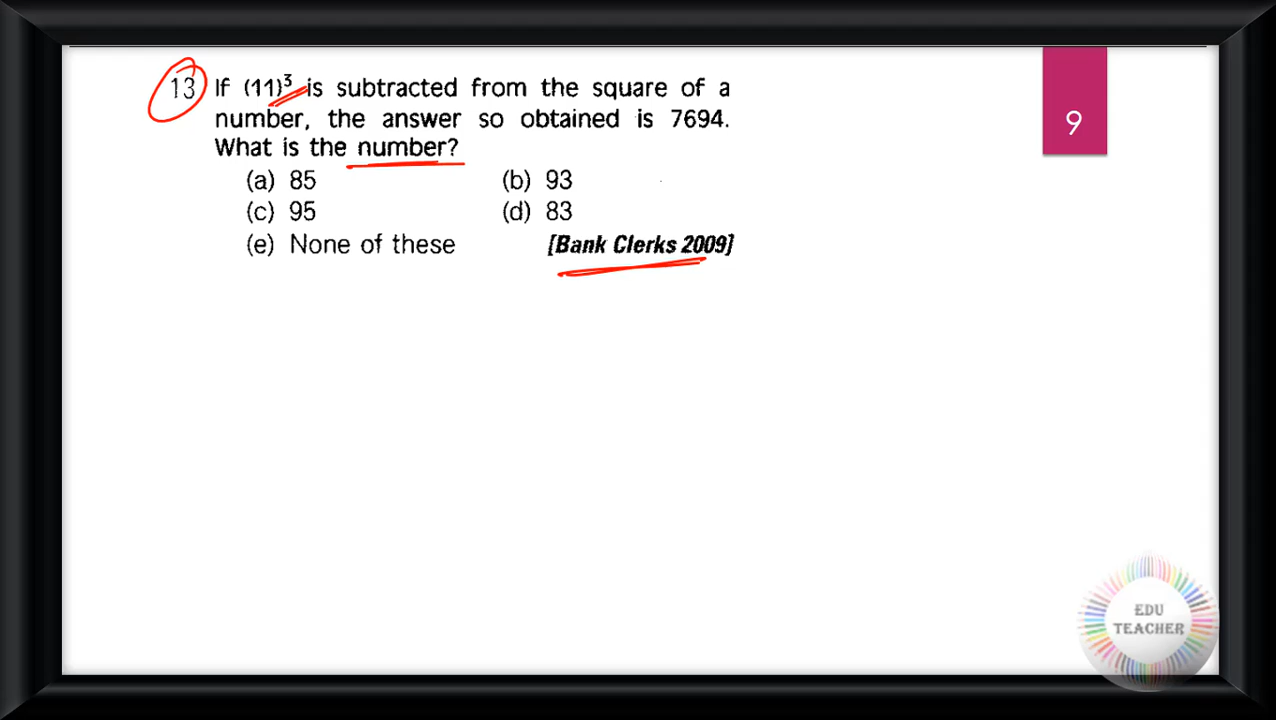 13 If (11)³ is subtracted from the square of a
number, the answer so obtained is 7694.
What is the number?
(a) 85 (b) 93
(c) 95 (d) 83
(e) None of these [Bank Clerks 2009]
9
EDU
TEACHER